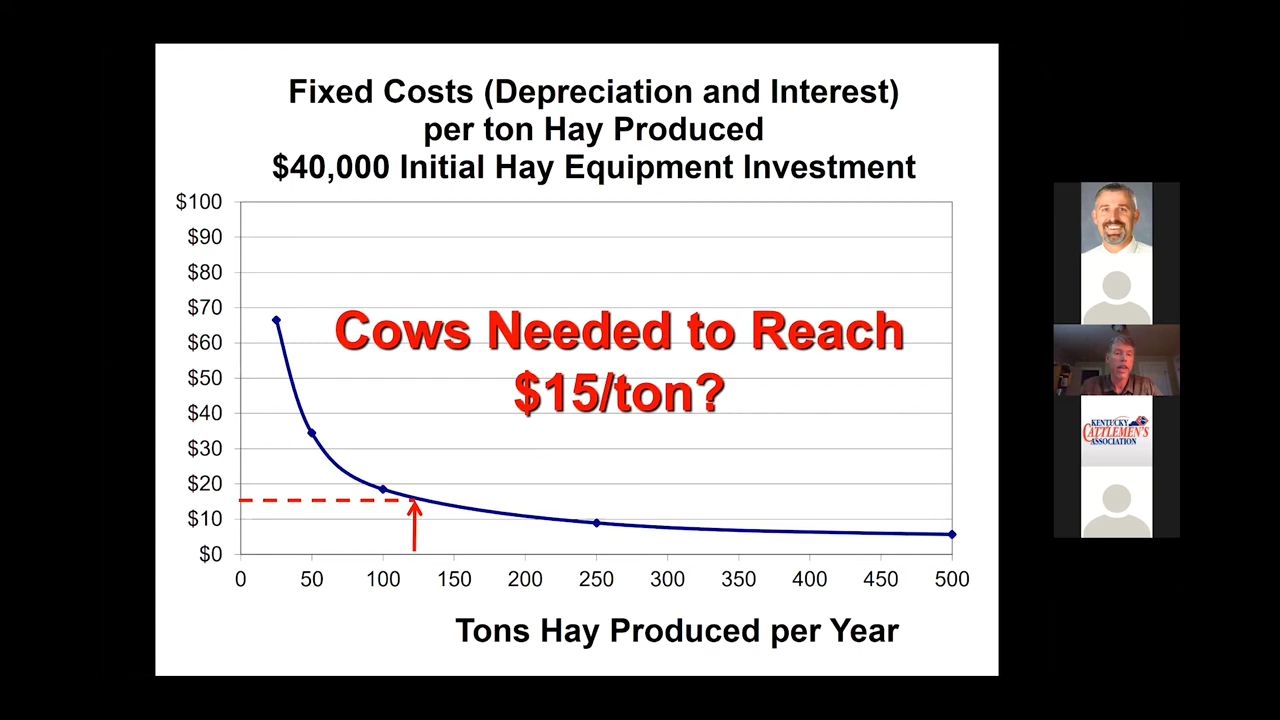 Fixed Costs (Depreciation and Interest)
per ton Hay Produced
$40,000 Initial Hay Equipment Investment
$100
$90
$80
$70
$60
$50
$40
$30
$20
$10
$0
Cows Needed to Reach
$15/ton?
0 50 100 150 200 250 300 350 400 450 500
Tons Hay Produced per Year
KENTUCKY
CATTLEMEN'S
ASSOCIATION